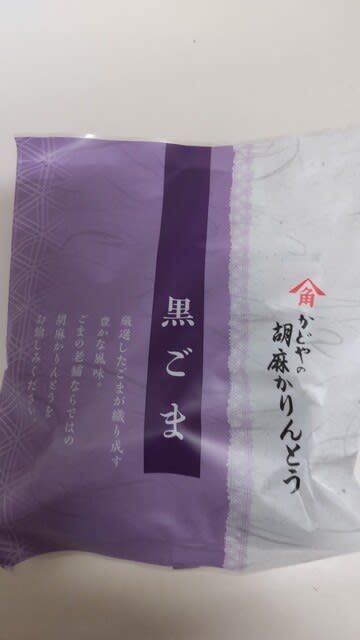 角
かどやの
胡麻かりんとう
黒ごま
厳選したごまが織り成す
豊かな風味。
ごまの老舗ならではの
胡麻かりんとうを
お愉しみください。